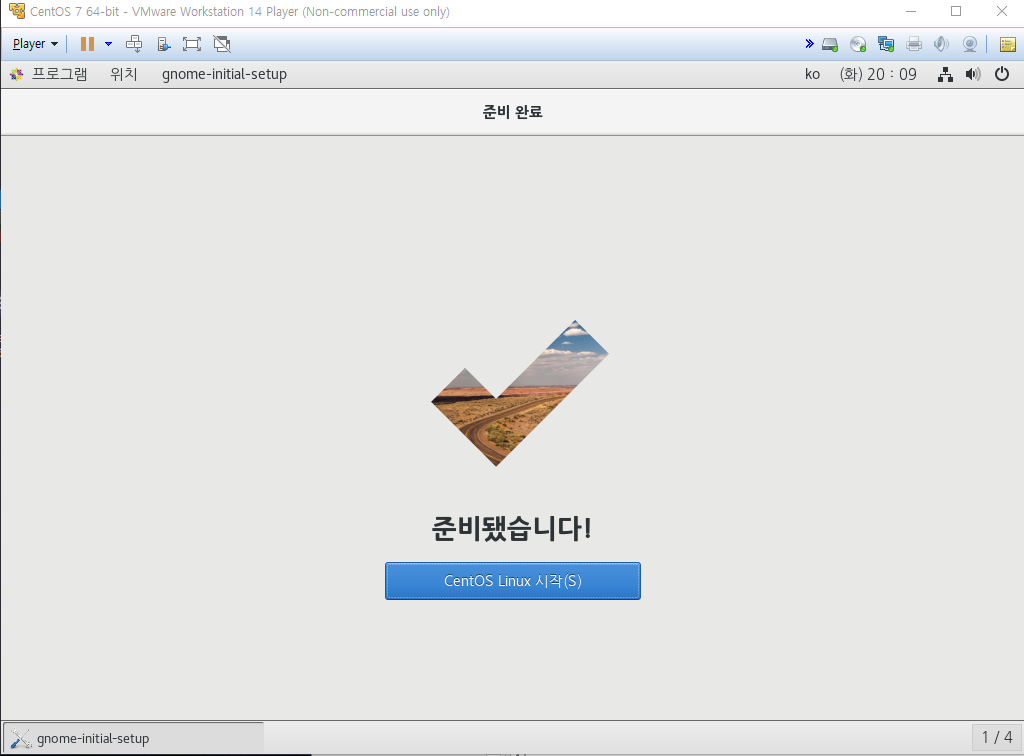 CentOS 7 64-bit - VMware Workstation 14 Player (Non-commercial use only)
Player
프로그램 위치 gnome-initial-setup ko (화) 20 : 09
준비 완료
준비됐습니다!
CentOS Linux 시작(S)
gnome-initial-setup 1 / 4